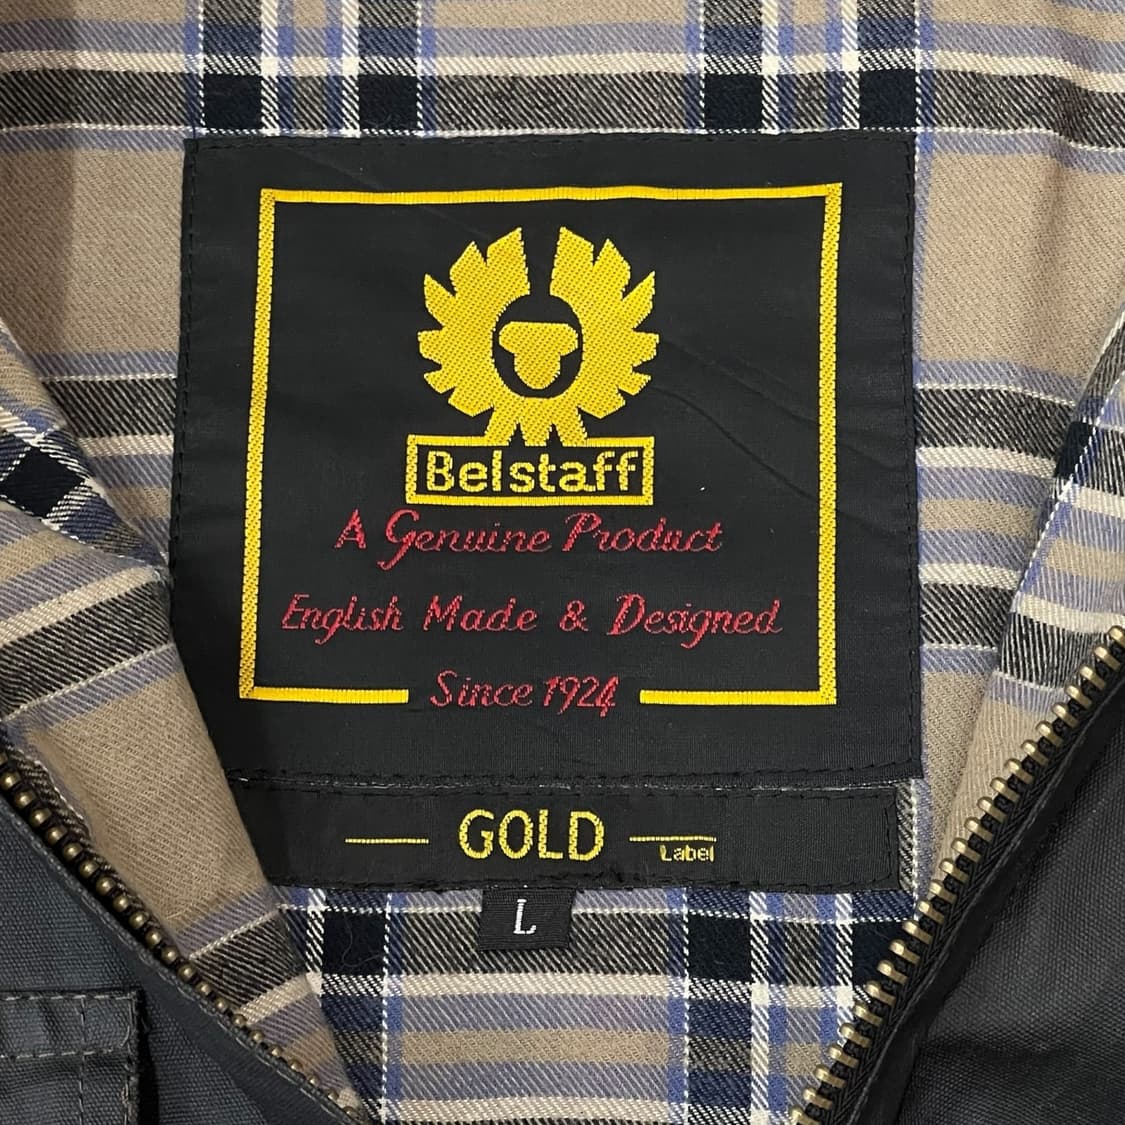 Belstaff
A Genuine Product
English Made & Designed
Since 1924
GOLD
Label
L